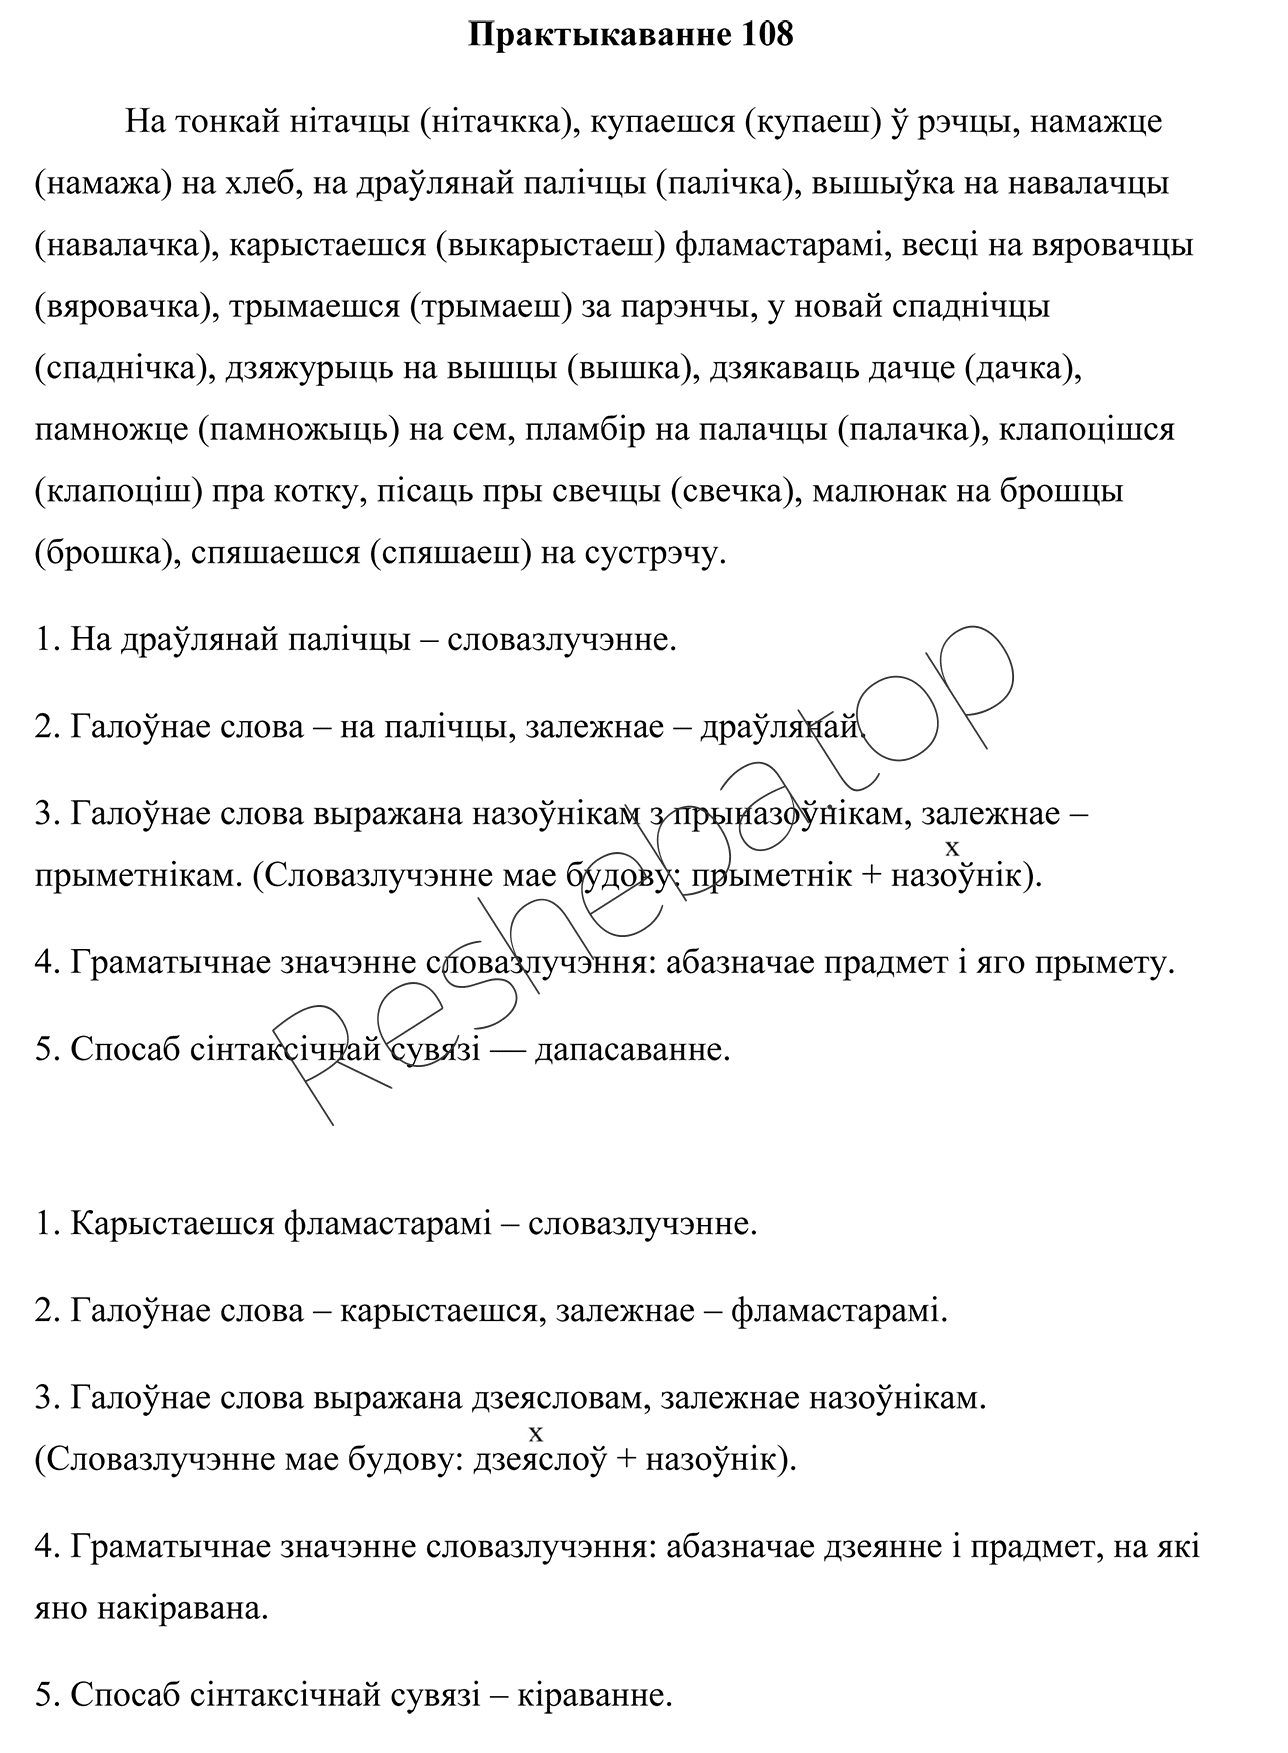 Практыкаванне 108
На тонкай нітачцы (нітачкка), купаешся (купаеш) ў рэчцы, намажце
(намажа) на хлеб, на драўлянай палічцы (палічка), вышыўка на навалачцы
(навалачка), карыстаешся (выкарыстаеш) фламастарамі, весці на вяровачцы
(вяровачка), трымаешся (трымаеш) за парэнчы, у новай спаднічцы
(спаднічка), дзяжурыць на вышцы (вышка), дзякаваць дачце (дачка),
памножце (памножыць) на сем, пламбір на палачцы (палачка), клапоцішся
(клапоціш) пра котку, пісаць пры свечцы (свечка), малюнак на брошцы
(брошка), спяшаешся (спяшаеш) на сустрэчу.
1. На драўлянай палічцы – словазлучэнне.
2. Галоўнае слова – на палічцы, залежнае – драўлянай.
3. Галоўнае слова выражана назоўнікам з прыназоўнікам, залежнае –
х
прыметнікам. (Словазлучэнне мае будову: прыметнік + назоўнік).
4. Граматычнае значэнне словазлучэння: абазначае прадмет і яго прымету.
5. Спосаб сінтаксічнай сувязі — дапасаванне.
Resheba.top
1. Карыстаешся фламастарамі – словазлучэнне.
2. Галоўнае слова – карыстаешся, залежнае – фламастарамі.
3. Галоўнае слова выражана дзеясловам, залежнае назоўнікам.
х
(Словазлучэнне мае будову: дзеяслоў + назоўнік).
4. Граматычнае значэнне словазлучэння: абазначае дзеянне і прадмет, на які
яно накіравана.
5. Спосаб сінтаксічнай сувязі – кіраванне.